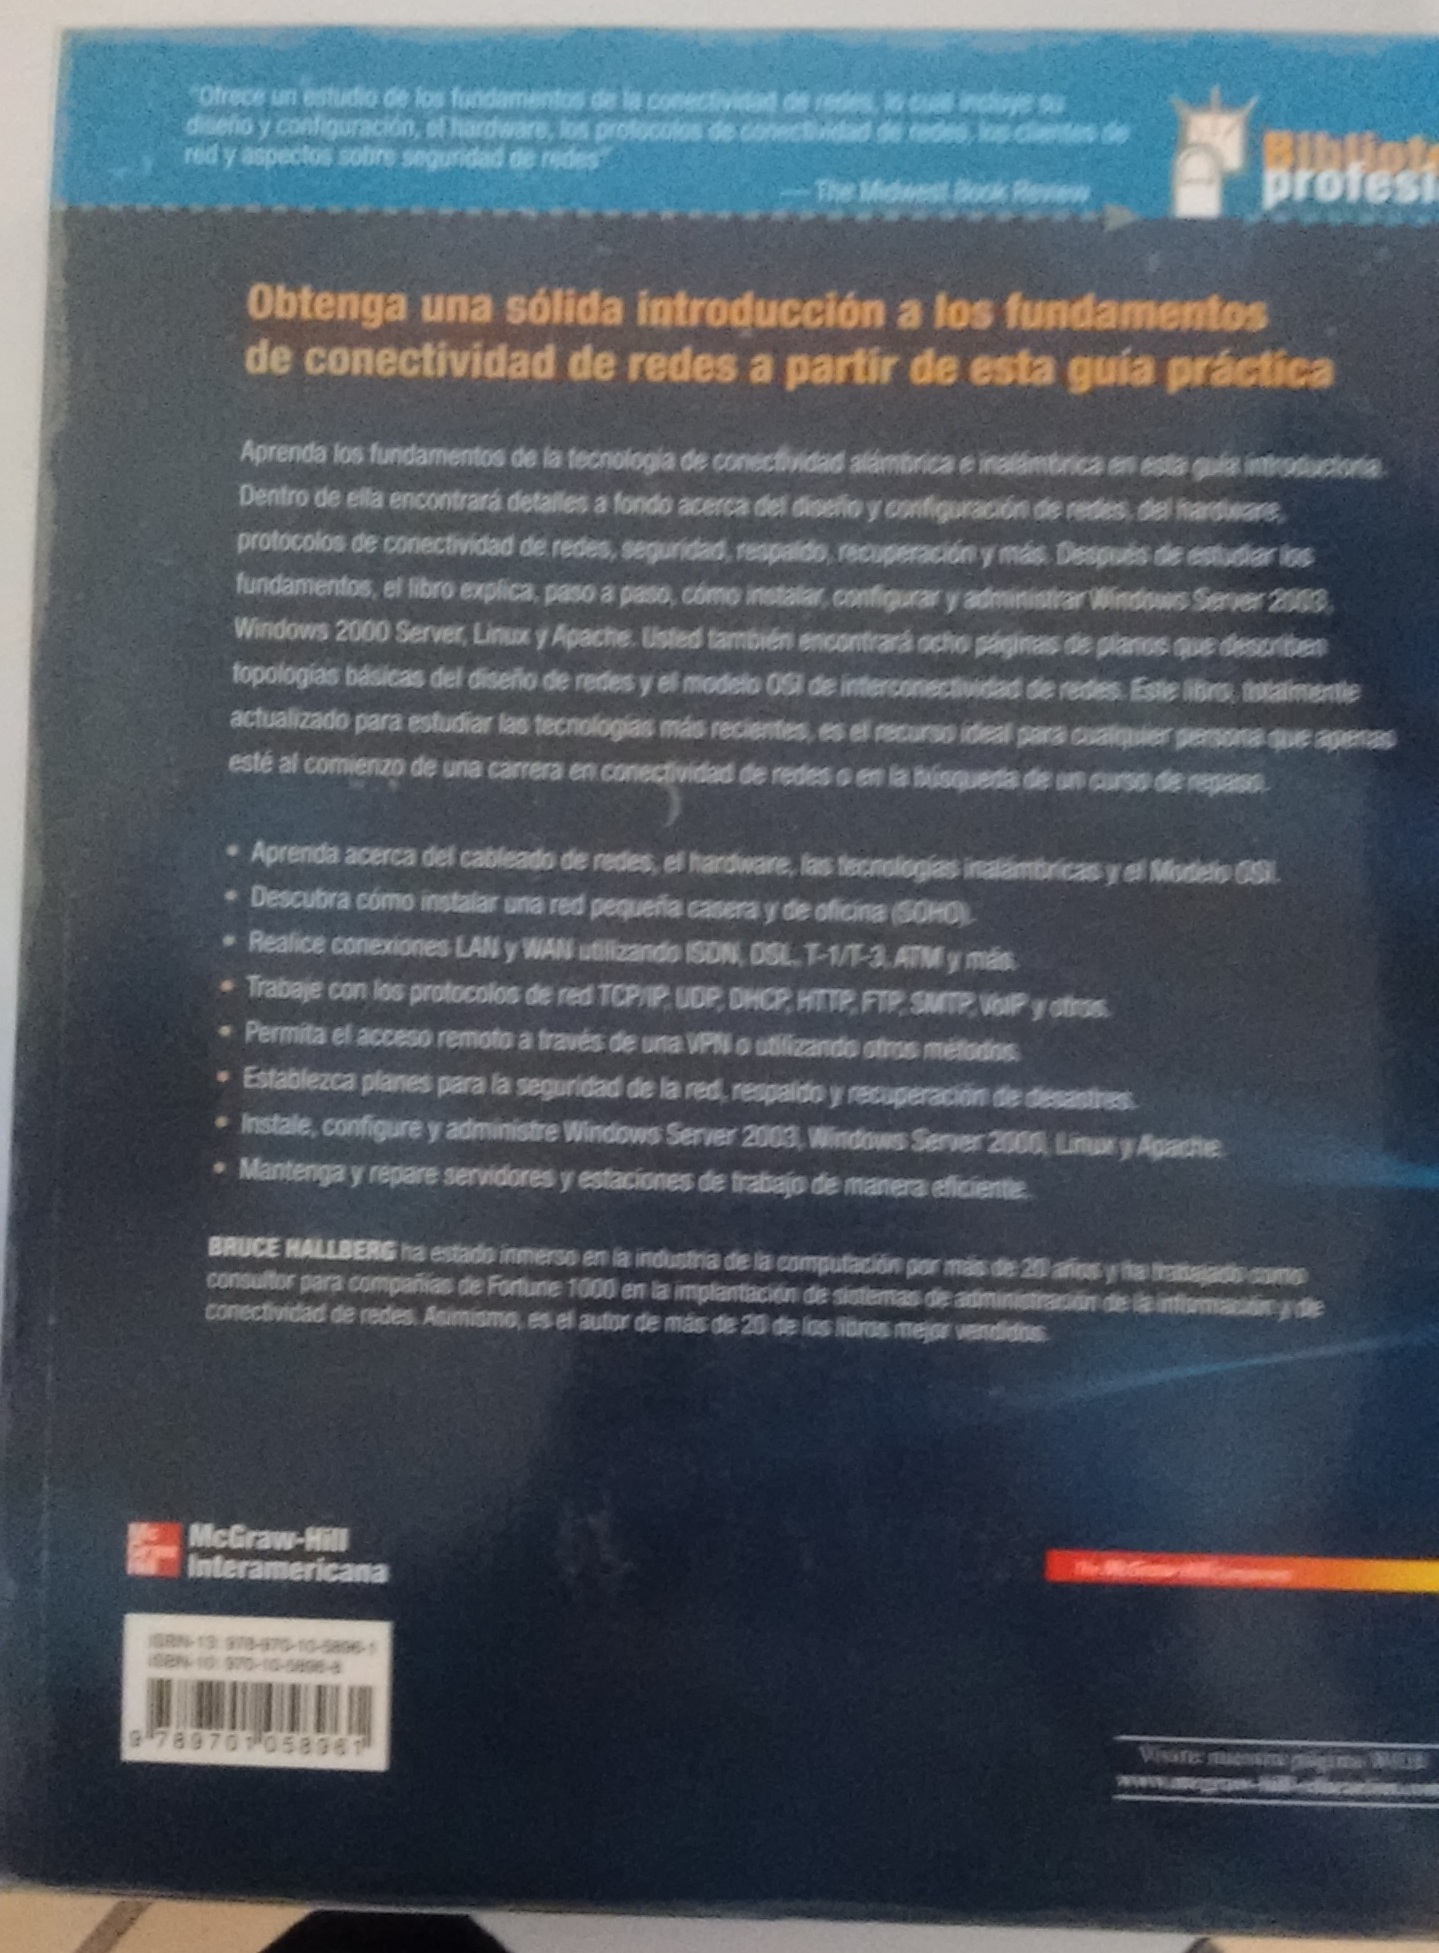 "Ofrece un estudio de los fundamentos de la conectividad de redes, lo cual incluye su
diseño y configuración, el hardware, los protocolos de conectividad de redes, los clientes de
red y aspectos sobre seguridad de redes"
— The Midwest Book Review
Bibliote
profesi
Obtenga una sólida introducción a los fundamentos
de conectividad de redes a partir de esta guía práctica
Aprenda los fundamentos de la tecnología de conectividad alámbrica e inalámbrica en esta guía introductoria.
Dentro de ella encontrará detalles a fondo acerca del diseño y configuración de redes, del hardware,
protocolos de conectividad de redes, seguridad, respaldo, recuperación y más. Después de estudiar los
fundamentos, el libro explica, paso a paso, cómo instalar, configurar y administrar Windows Server 2003,
Windows 2000 Server, Linux y Apache. Usted también encontrará ocho páginas de planos que describen
topologías básicas del diseño de redes y el modelo OSI de interconectividad de redes. Este libro, totalmente
actualizado para estudiar las tecnologías más recientes, es el recurso ideal para cualquier persona que apenas
esté al comienzo de una carrera en conectividad de redes o en la búsqueda de un curso de repaso.
• Aprenda acerca del cableado de redes, el hardware, las tecnologías inalámbricas y el Modelo OSI.
• Descubra cómo instalar una red pequeña casera y de oficina (SOHO).
• Realice conexiones LAN y WAN utilizando ISDN, DSL, T-1/T-3, ATM y más.
• Trabaje con los protocolos de red TCP/IP, UDP, DHCP, HTTP, FTP, SMTP, VoIP y otros.
• Permita el acceso remoto a través de una VPN o utilizando otros métodos.
• Establezca planes para la seguridad de la red, respaldo y recuperación de desastres.
• Instale, configure y administre Windows Server 2003, Windows Server 2000, Linux y Apache.
• Mantenga y repare servidores y estaciones de trabajo de manera eficiente.
BRUCE HALLBERG ha estado inmerso en la industria de la computación por más de 20 años y ha trabajado como
consultor para compañías de Fortune 1000 en la implantación de sistemas de administración de la información y de
conectividad de redes. Asimismo, es el autor de más de 20 de los libros mejor vendidos.
McGraw-Hill
Interamericana
The McGraw-Hill Companies
ISBN-13: 978-970-10-5896-1
ISBN-10: 970-10-5896-8
9 789701 058961
Visite nuestra página WEB
www.mcgraw-hill-educacion.com